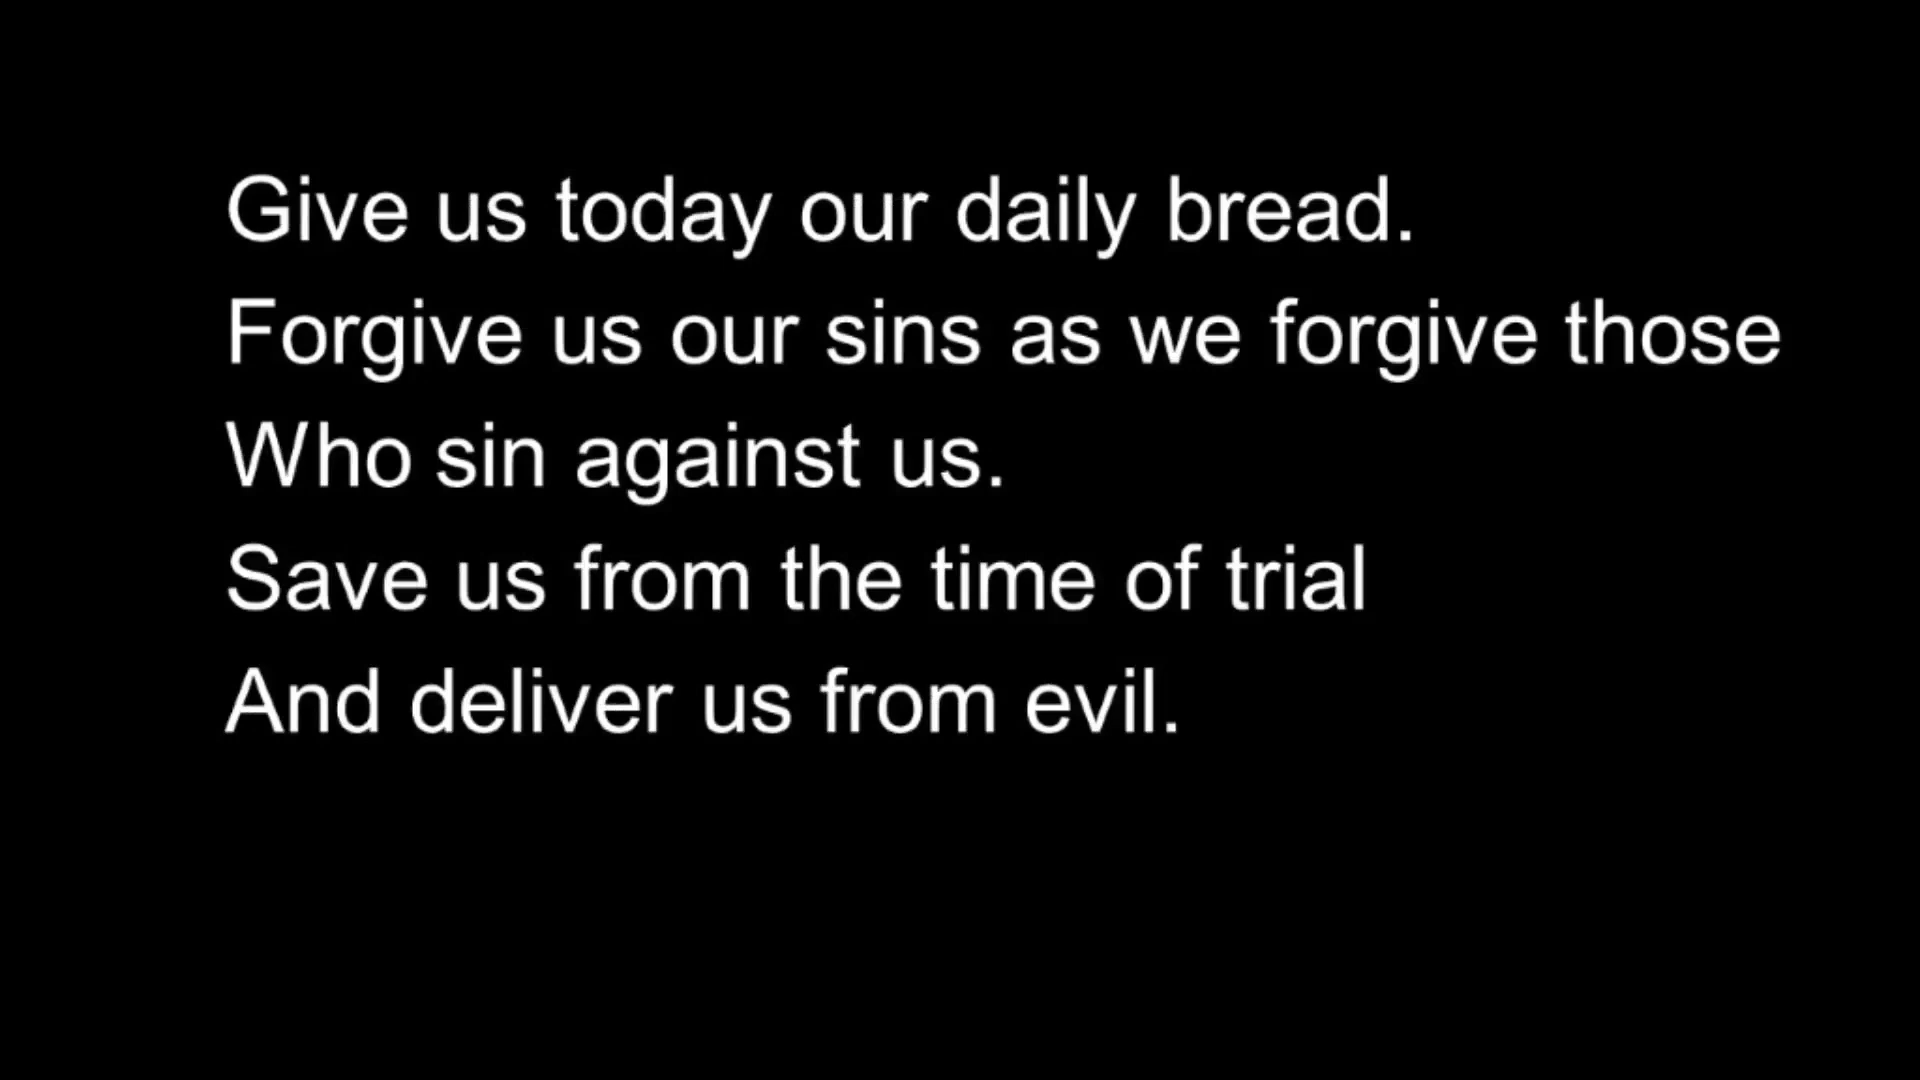 Give us today our daily bread.
Forgive us our sins as we forgive those
Who sin against us.
Save us from the time of trial
And deliver us from evil.